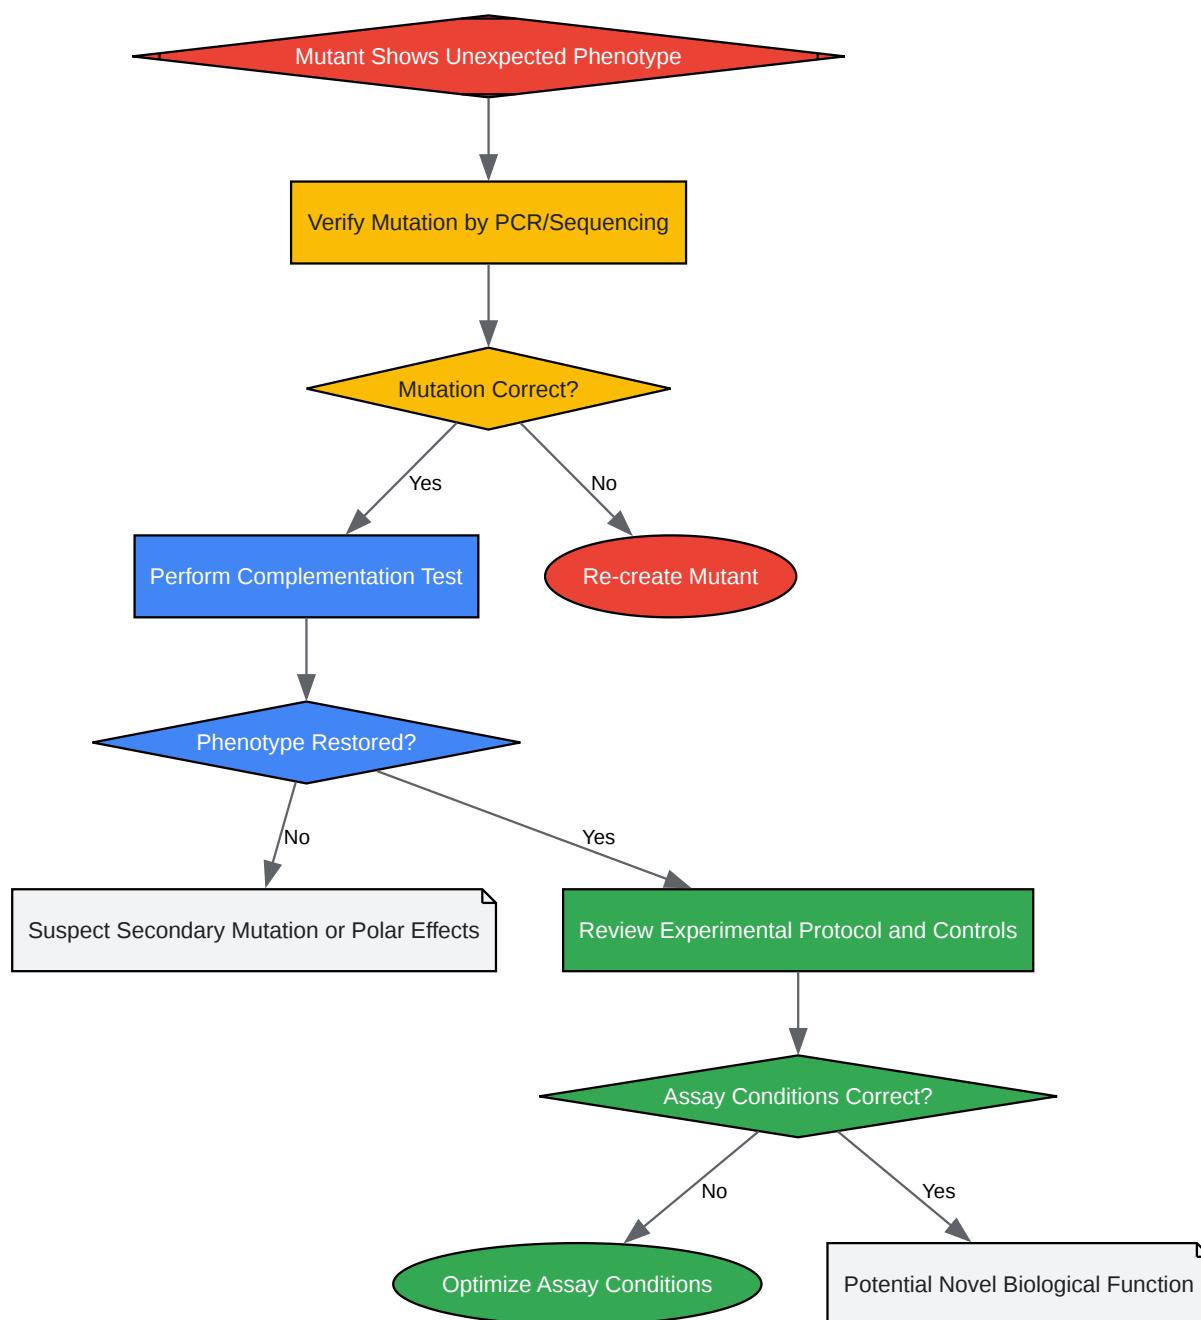 Mutant Shows Unexpected Phenotype
Verify Mutation by PCR/Sequencing
Mutation Correct?
Yes
No
Perform Complementation Test
Re-create Mutant
Phenotype Restored?
No
Yes
Suspect Secondary Mutation or Polar Effects
Review Experimental Protocol and Controls
Assay Conditions Correct?
No
Yes
Optimize Assay Conditions
Potential Novel Biological Function